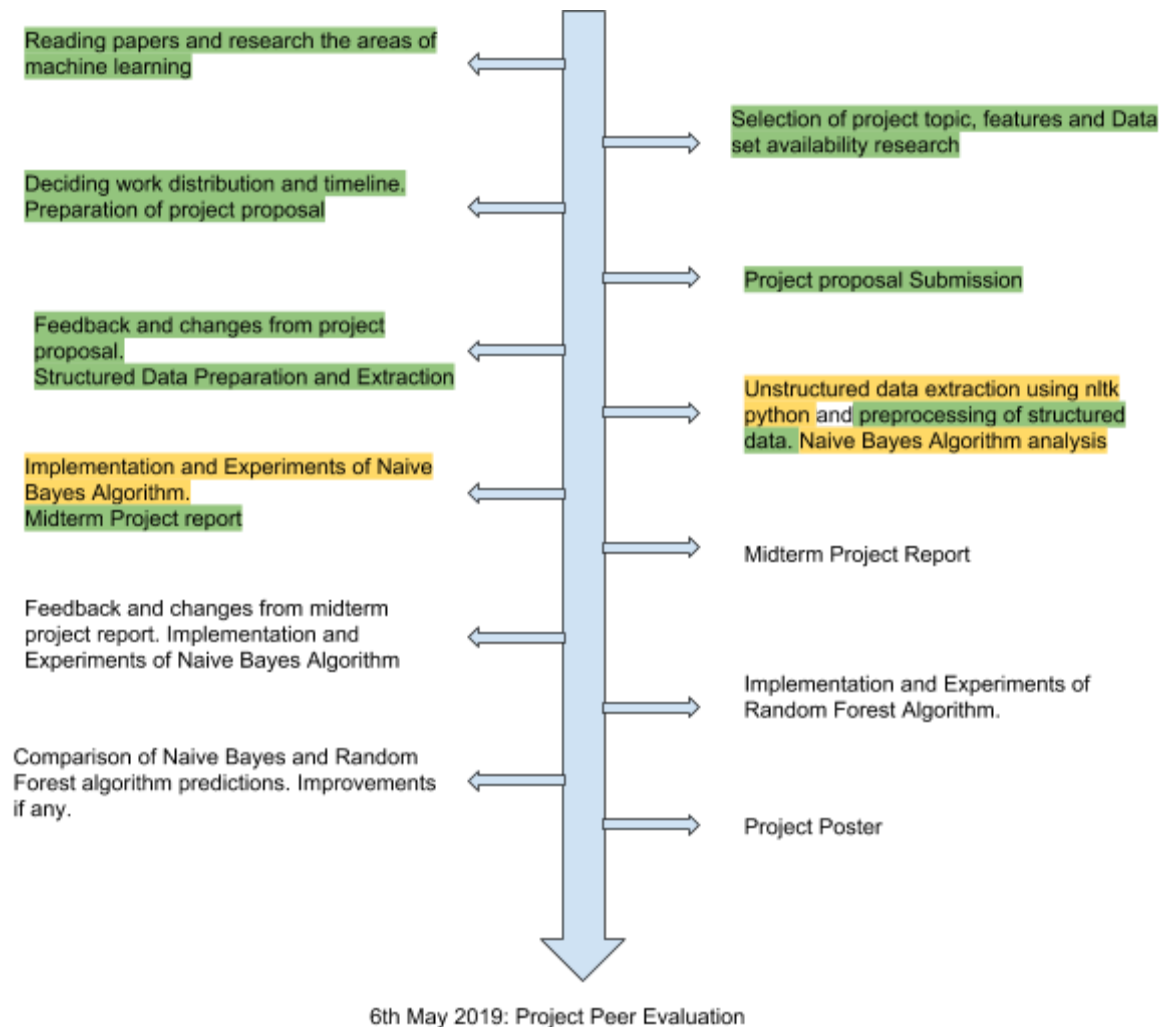 Reading papers and research the areas of
machine learning
Selection of project topic, features and Data
set availability research
Deciding work distribution and timeline.
Preparation of project proposal
Project proposal Submission
Feedback and changes from project
proposal.
Structured Data Preparation and Extraction
Unstructured data extraction using nltk
python and preprocessing of structured
data. Naive Bayes Algorithm analysis
Implementation and Experiments of Naive
Bayes Algorithm.
Midterm Project report
Midterm Project Report
Feedback and changes from midterm
project report. Implementation and
Experiments of Naive Bayes Algorithm
Implementation and Experiments of
Random Forest Algorithm.
Comparison of Naive Bayes and Random
Forest algorithm predictions. Improvements
if any.
Project Poster
6th May 2019: Project Peer Evaluation